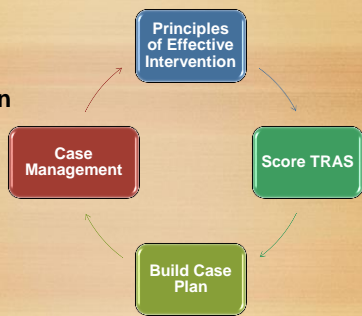 Principles
of Effective
Intervention
n
Case
Management
Score TRAS
Build Case
Plan